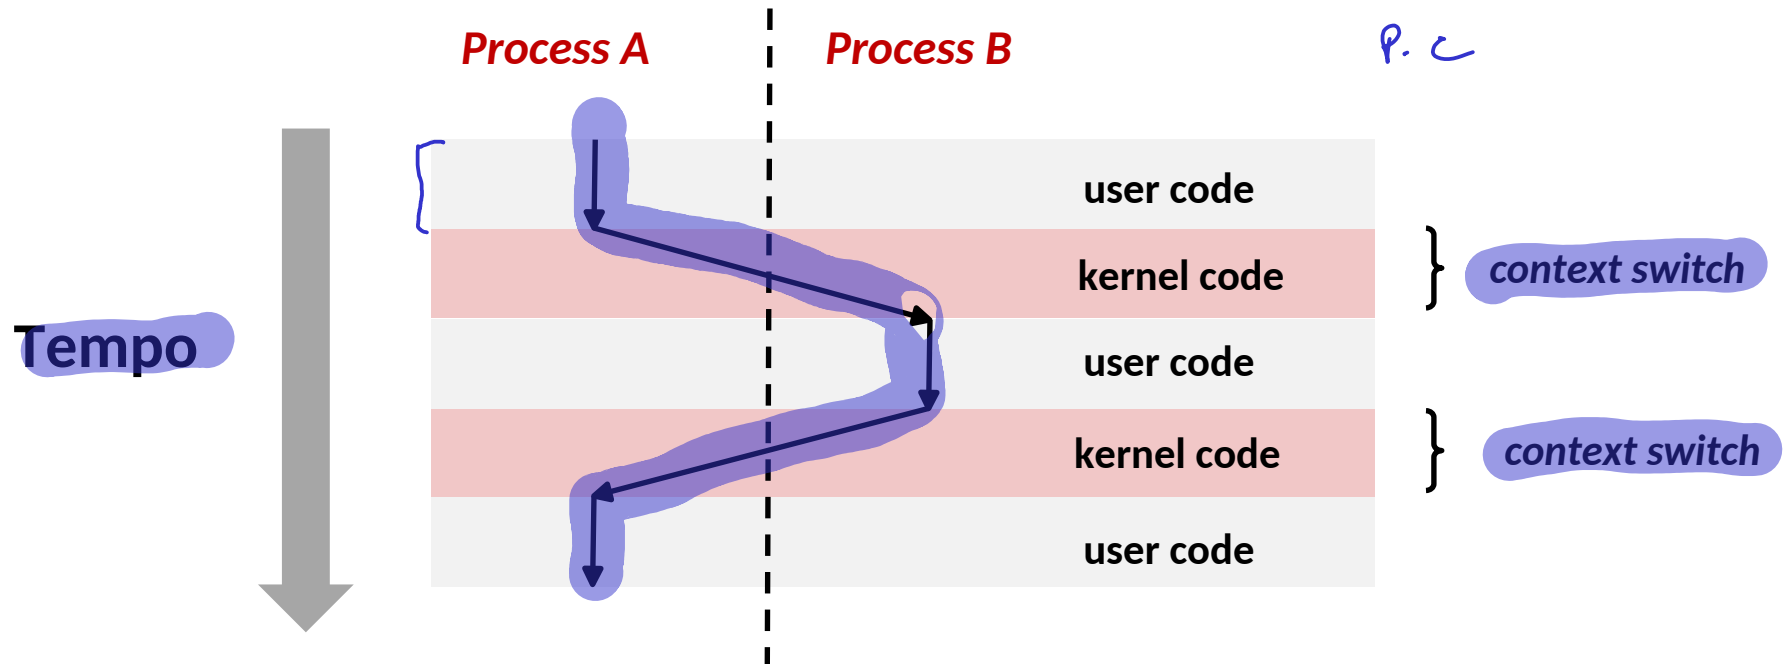 Process A Process B P. C
user code
kernel code context switch
Tempo user code
kernel code context switch
user code